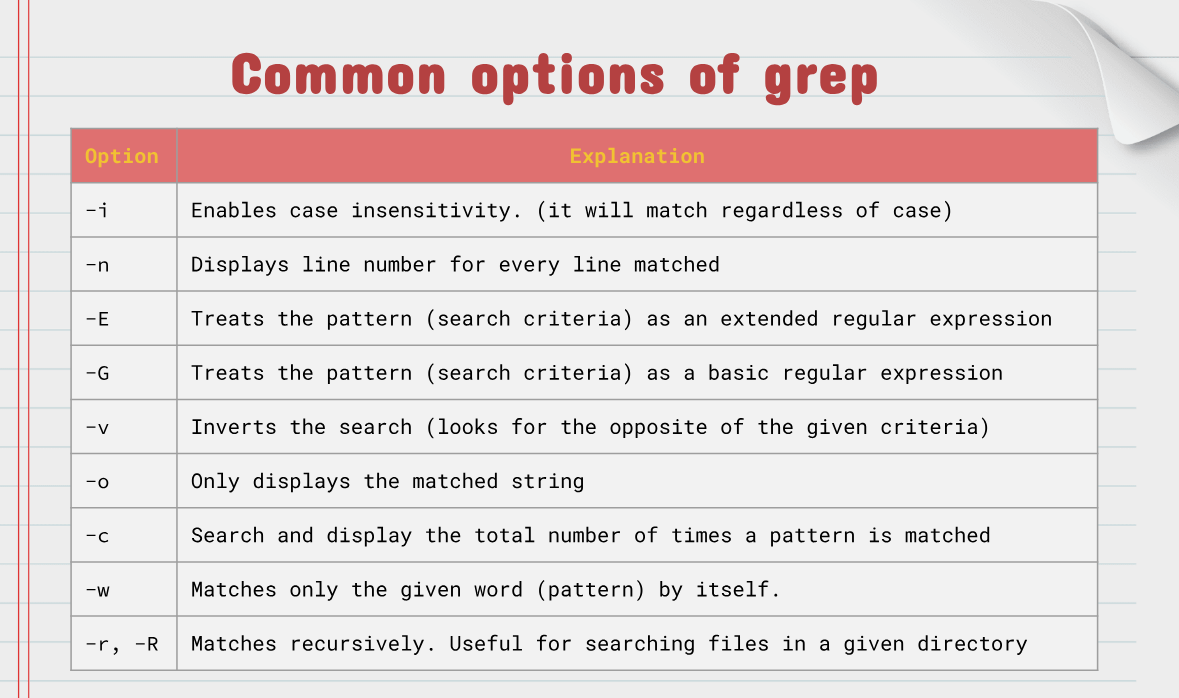 Common options of grep
Option Explanation
-i Enables case insensitivity. (it will match regardless of case)
-n Displays line number for every line matched
-E Treats the pattern (search criteria) as an extended regular expression
-G Treats the pattern (search criteria) as a basic regular expression
-v Inverts the search (looks for the opposite of the given criteria)
-o Only displays the matched string
-c Search and display the total number of times a pattern is matched
-w Matches only the given word (pattern) by itself.
-r, -R Matches recursively. Useful for searching files in a given directory